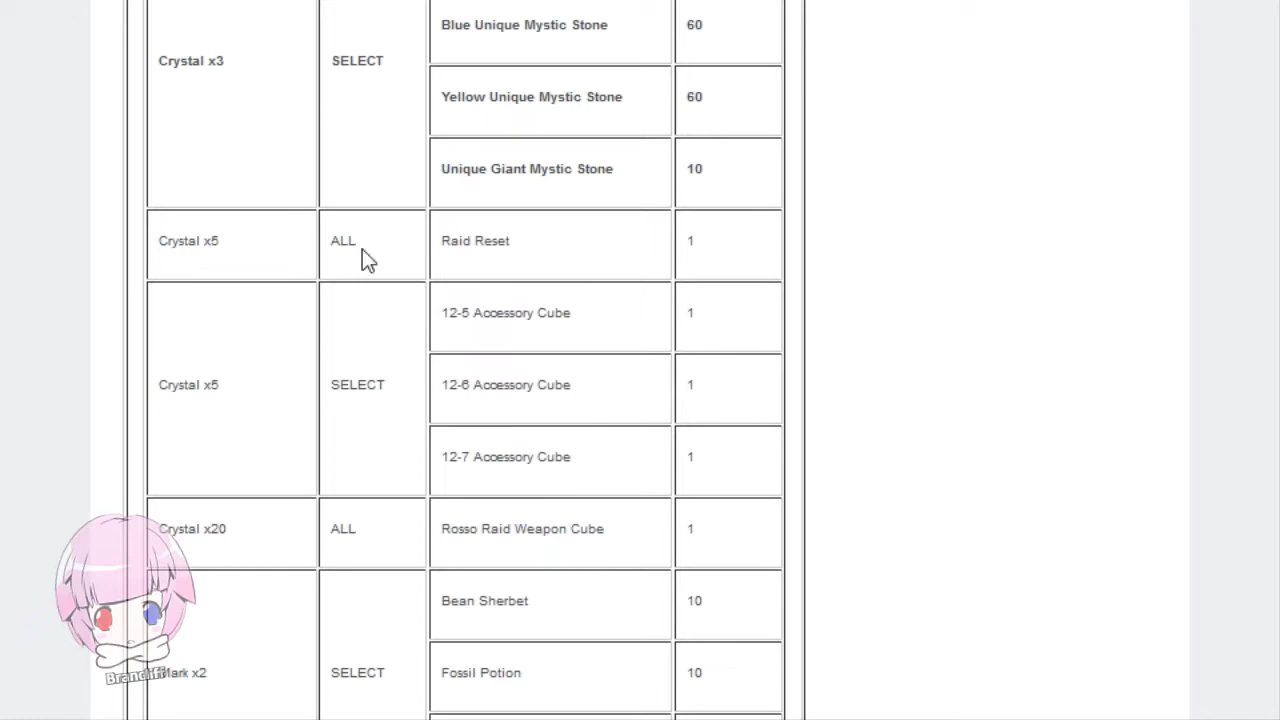 Blue Unique Mystic Stone 60
Crystal x3 SELECT
Yellow Unique Mystic Stone 60
Unique Giant Mystic Stone 10
Crystal x5 ALL Raid Reset 1
12-5 Accessory Cube 1
Crystal x5 SELECT 12-6 Accessory Cube 1
12-7 Accessory Cube 1
Crystal x20 ALL Rosso Raid Weapon Cube 1
Bean Sherbet 10
Mark x2 SELECT Fossil Potion 10